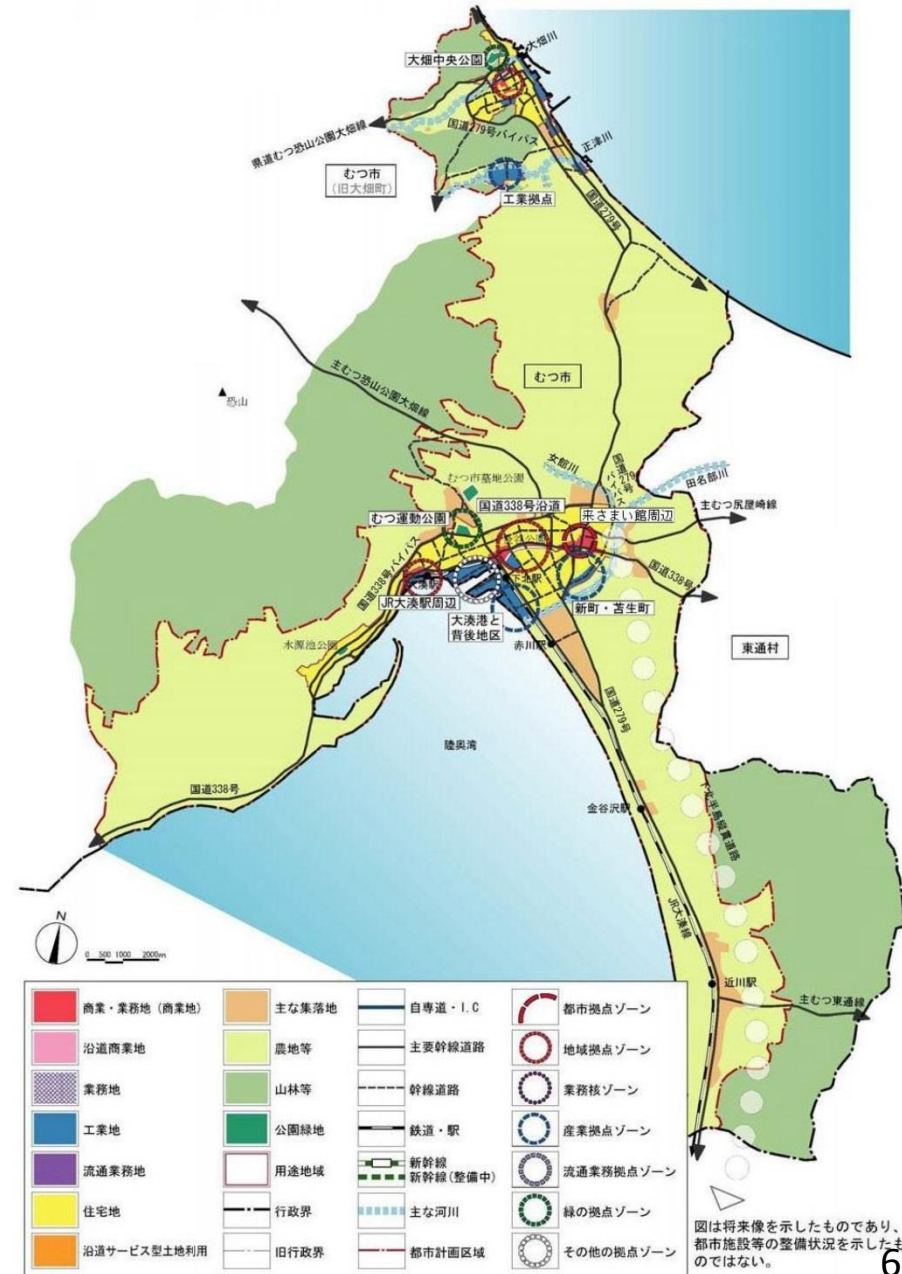 大畑川
大畑中央公園
国道279号バイパス
県道むつ恐山公園大畑線
正津川
むつ市
(旧大畑町)
工業拠点
国道279号
主むつ恐山公園大畑線
むつ市
恐山
女館川
国道279号バイパス
田名部川
むつ市墓地公園
国道338号沿道
来さまい館周辺
主むつ尻屋崎線
むつ運動公園
国道338号バイパス
大湊駅
下北駅
国道338号
JR大湊駅周辺
新町・苫生町
大湊港と
背後地区
水源池公園
赤川駅
東通村
国道279号
陸奥湾
国道338号
金谷沢駅
下北半島縦貫道路
JR大湊線
近川駅
主むつ東通線
N
0 500 1000 2000m
商業・業務地(商業地)
主な集落地
自専道・I.C
都市拠点ゾーン
沿道商業地
農地等
主要幹線道路
地域拠点ゾーン
業務地
山林等
幹線道路
業務核ゾーン
工業地
公園緑地
鉄道・駅
産業拠点ゾーン
流通業務地
用途地域
新幹線
新幹線(整備中)
流通業務拠点ゾーン
住宅地
行政界
主な河川
緑の拠点ゾーン
沿道サービス型土地利用
旧行政界
都市計画区域
その他の拠点ゾーン
図は将来像を示したものであり、
都市施設等の整備状況を示したも
のではない。
6